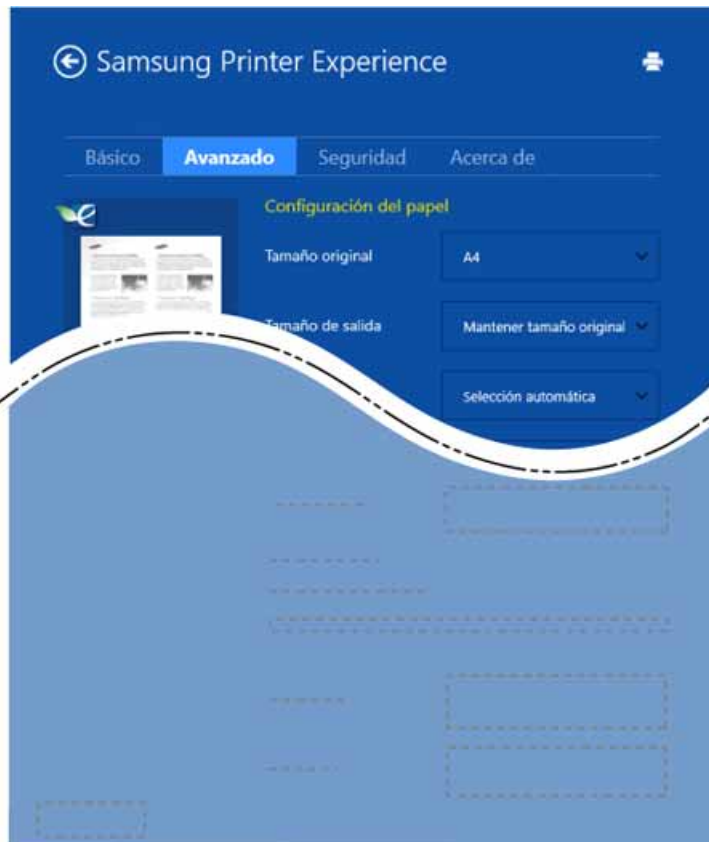 Samsung Printer Experience
Básico Avanzado Seguridad Acerca de
Configuración del papel
Tamaño original A4
Tamaño de salida Mantener tamaño original
Selección automática